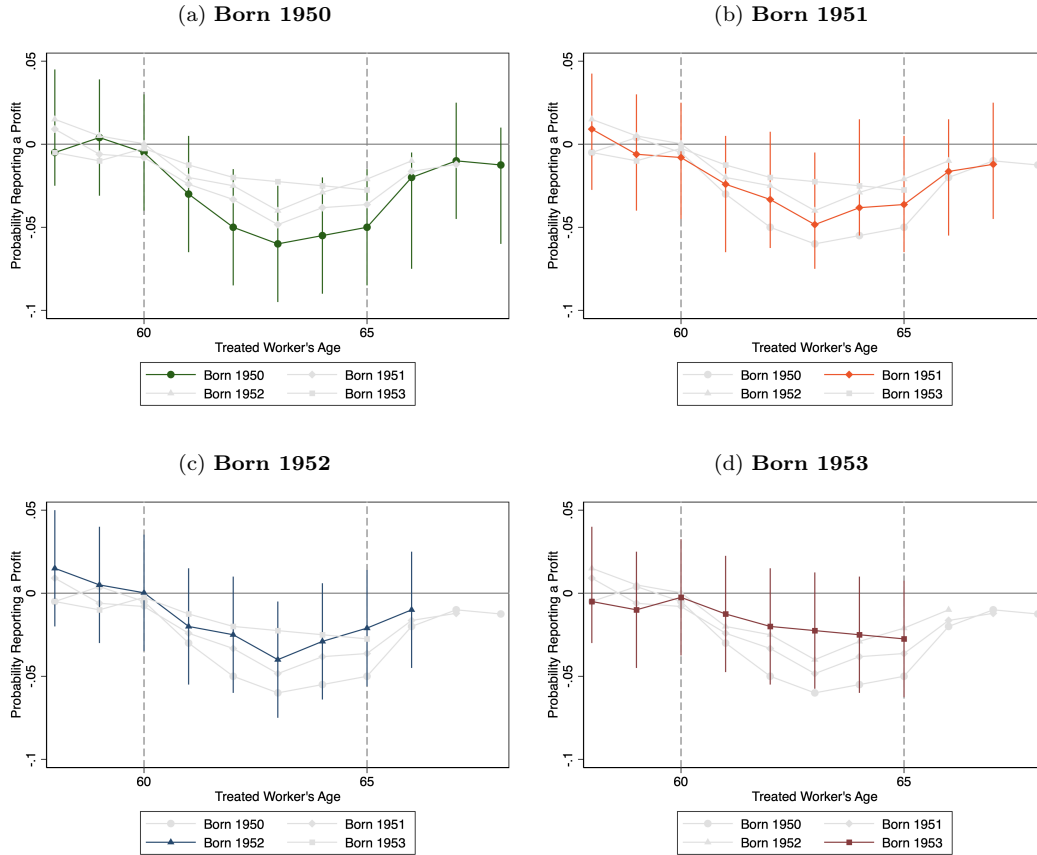 (a) Born 1950
Probability Reporting a Profit
.05
0
-.05
-.1
60
65
Treated Worker's Age
Born 1950
Born 1951
Born 1952
Born 1953
(b) Born 1951
Probability Reporting a Profit
.05
0
-.05
-.1
60
65
Treated Worker's Age
Born 1950
Born 1951
Born 1952
Born 1953
(c) Born 1952
Probability Reporting a Profit
.05
0
-.05
-.1
60
65
Treated Worker's Age
Born 1950
Born 1951
Born 1952
Born 1953
(d) Born 1953
Probability Reporting a Profit
.05
0
-.05
-.1
60
65
Treated Worker's Age
Born 1950
Born 1951
Born 1952
Born 1953